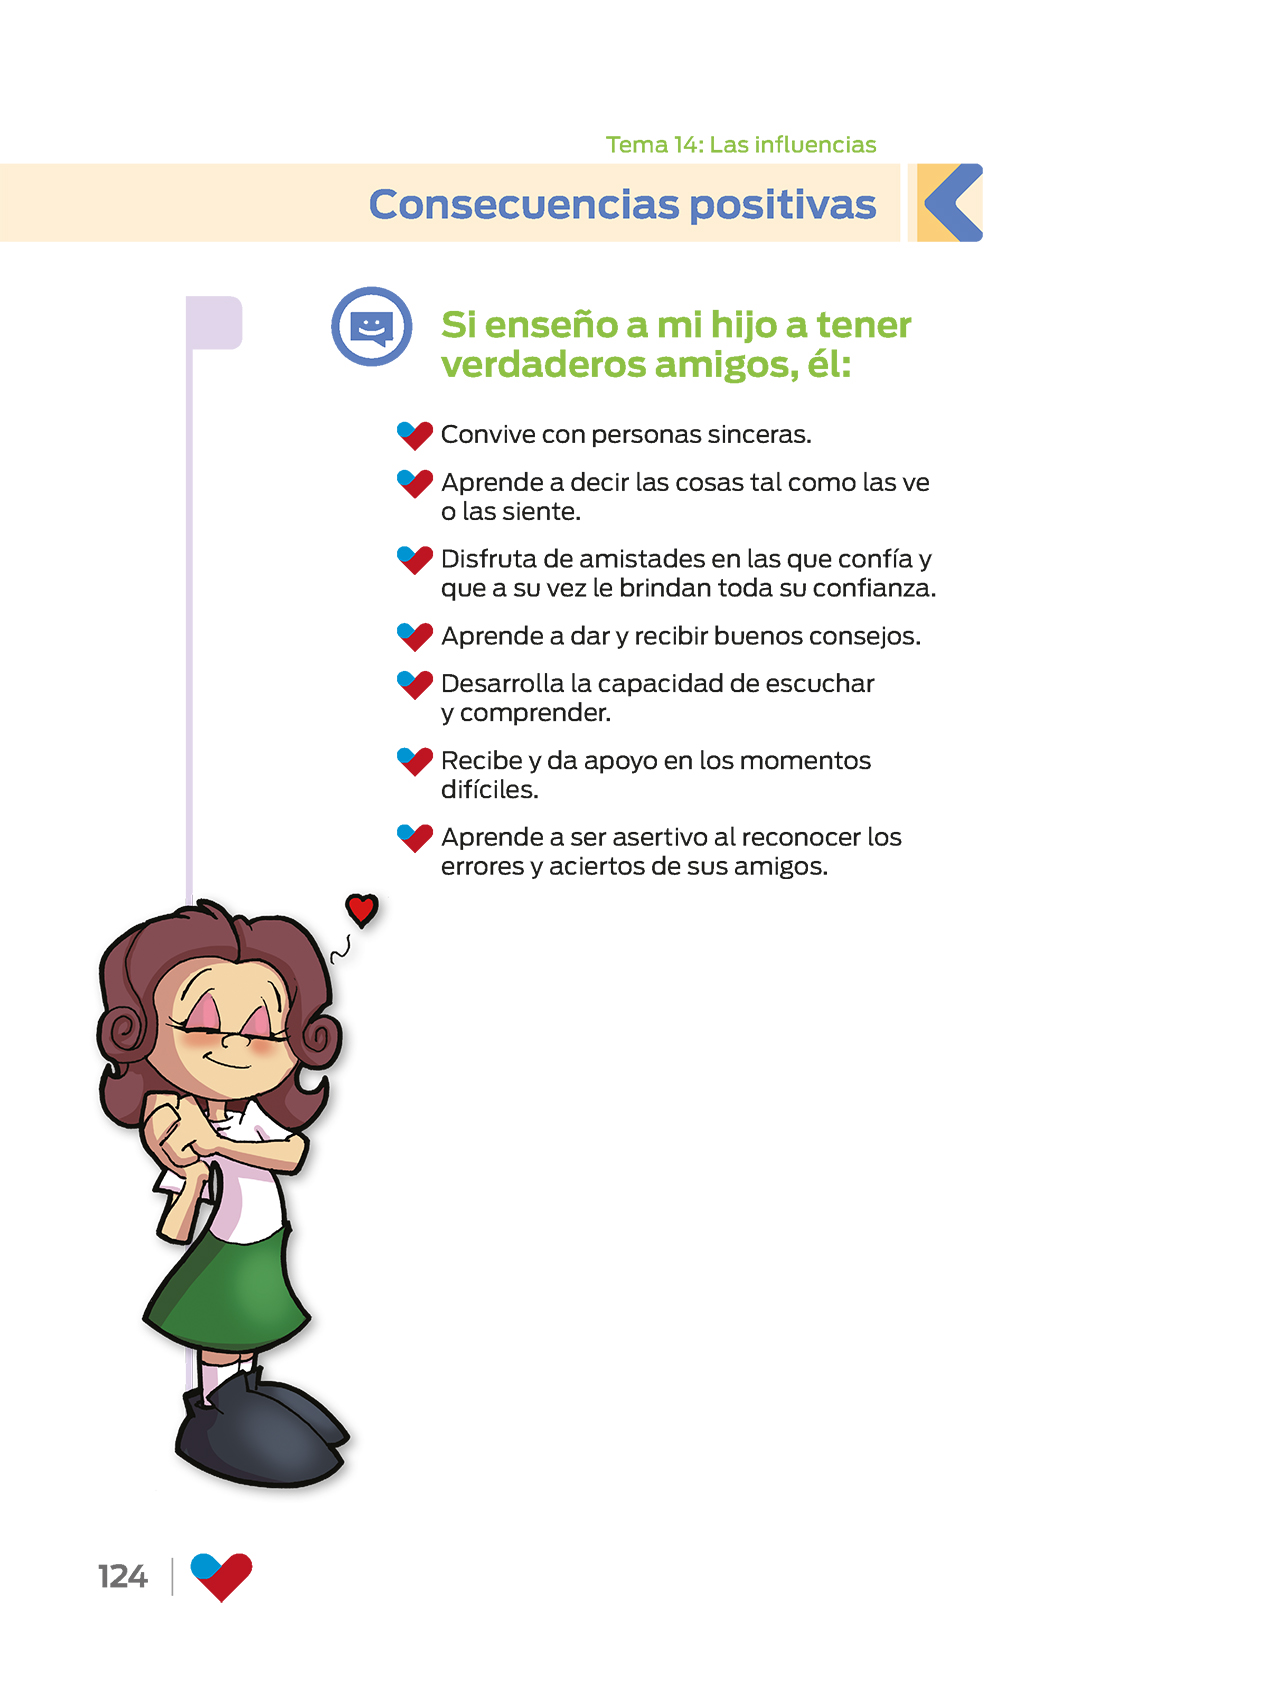 Tema 14: Las influencias
Consecuencias positivas
Si enseño a mi hijo a tener
verdaderos amigos, él:
Convive con personas sinceras.
Aprende a decir las cosas tal como las ve
o las siente.
Disfruta de amistades en las que confía y
que a su vez le brindan toda su confianza.
Aprende a dar y recibir buenos consejos.
Desarrolla la capacidad de escuchar
y comprender.
Recibe y da apoyo en los momentos
difíciles.
Aprende a ser asertivo al reconocer los
errores y aciertos de sus amigos.
124